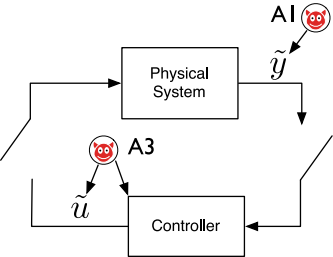 A1
ỹ
Physical
System
A3
ũ
Controller